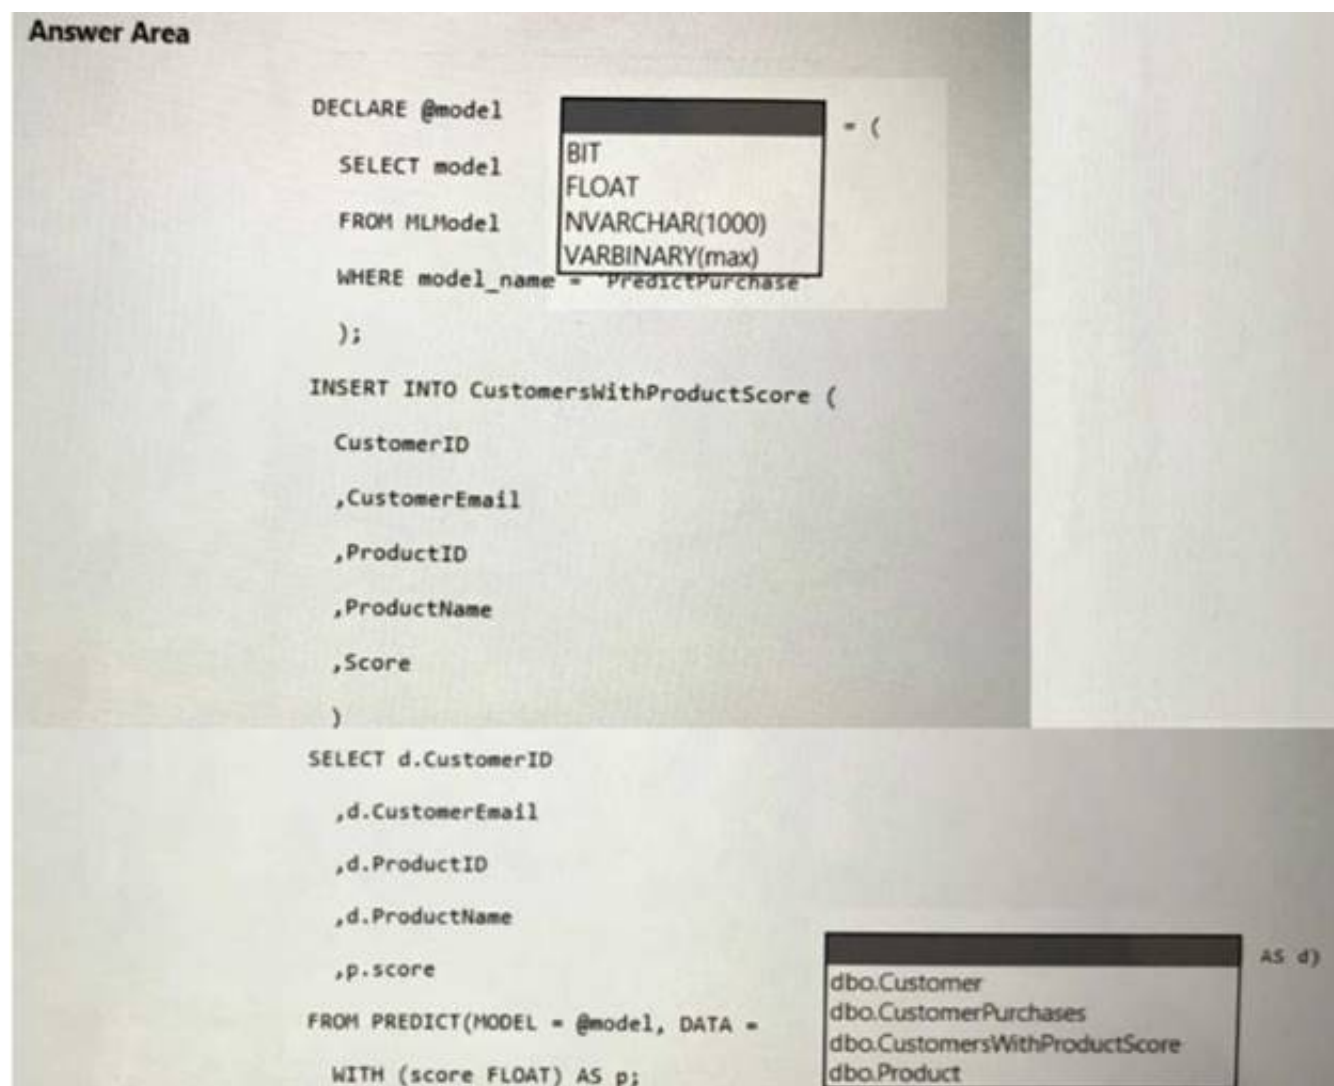 Answer Area
DECLARE @model = (
BIT
FLOAT
NVARCHAR(1000)
VARBINARY(max)
SELECT model
FROM MLModel
WHERE model_name = 'PredictPurchase'
);
INSERT INTO CustomersWithProductScore (
CustomerID
,CustomerEmail
,ProductID
,ProductName
,Score
)
SELECT d.CustomerID
,d.CustomerEmail
,d.ProductID
,d.ProductName
,p.score
FROM PREDICT(MODEL = @model, DATA = AS d)
dbo.Customer
dbo.CustomerPurchases
dbo.CustomersWithProductScore
dbo.Product
WITH (score FLOAT) AS p;